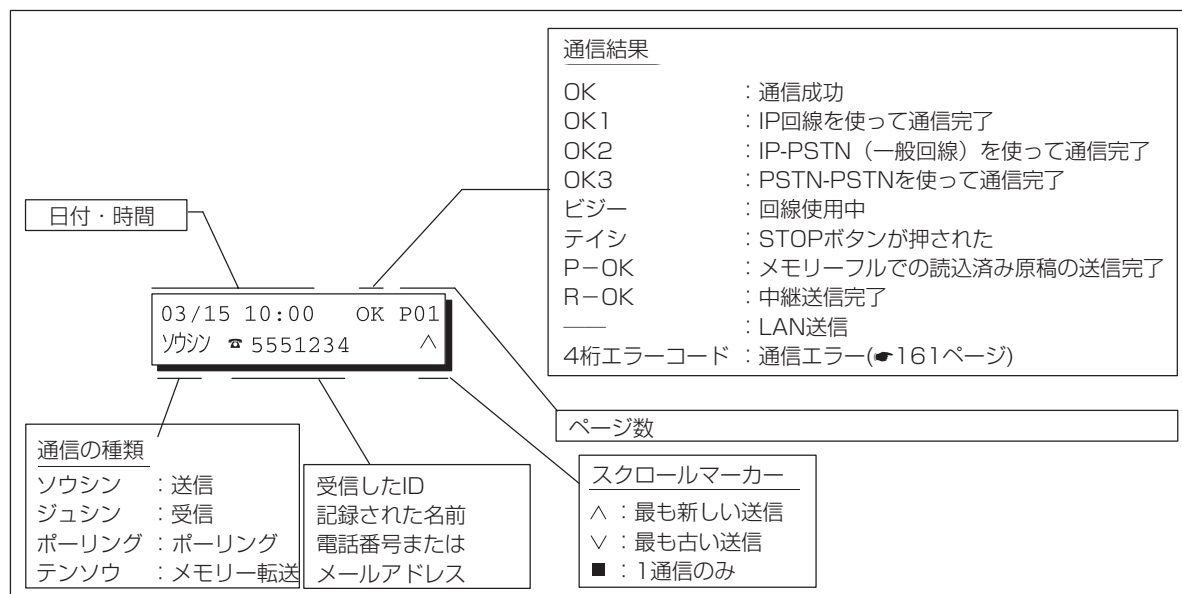 通信結果
OK ：通信成功
OK1 ：IP回線を使って通信完了
OK2 ：IP-PSTN（一般回線）を使って通信完了
OK3 ：PSTN-PSTNを使って通信完了
ビジー ：回線使用中
テイシ ：STOPボタンが押された
P－OK ：メモリーフルでの読込済み原稿の送信完了
R－OK ：中継送信完了
—— ：LAN送信
4桁エラーコード ：通信エラー(☛161ページ)
日付・時間
03/15 10:00 OK P01
ｿｳｼﾝ ☎ 5551234 ∧
ページ数
通信の種類
ソウシン ：送信
ジュシン ：受信
ポーリング ：ポーリング
テンソウ ：メモリー転送
受信したID
記録された名前
電話番号または
メールアドレス
スクロールマーカー
∧ ：最も新しい送信
∨ ：最も古い送信
■ ：1通信のみ